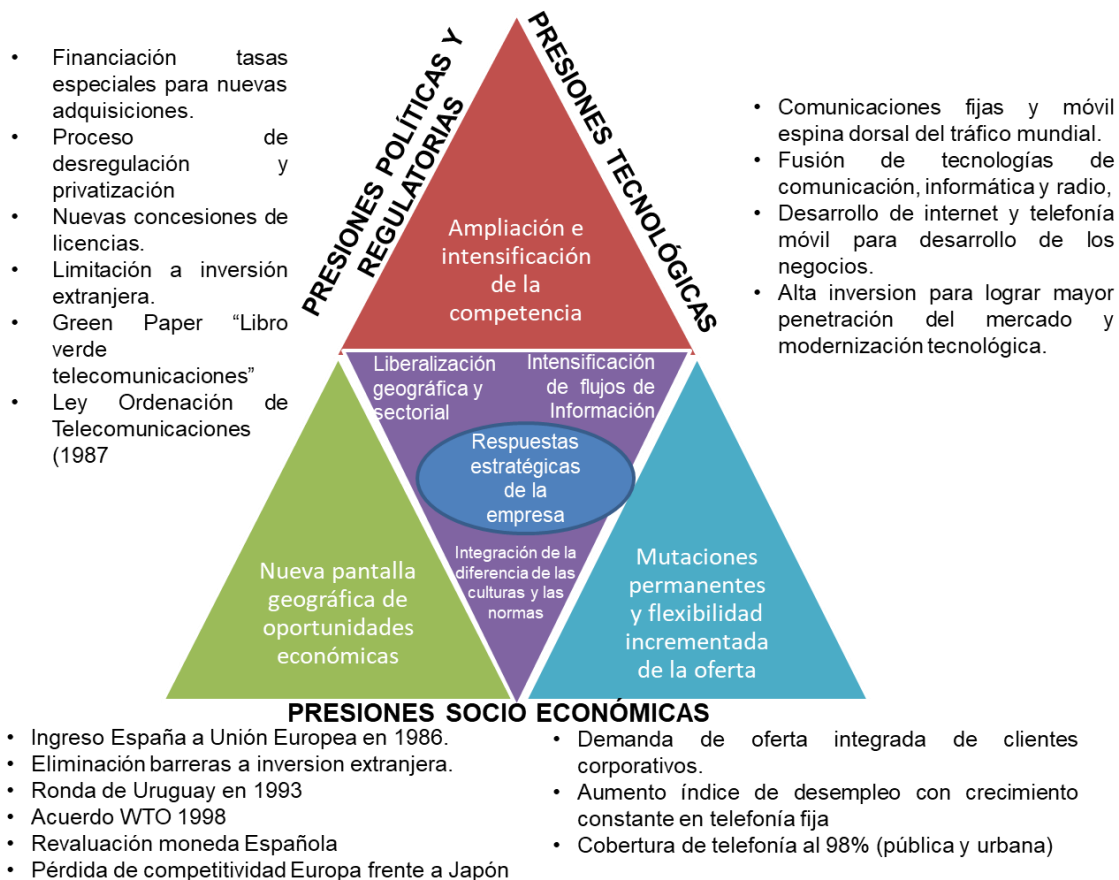 • Financiación tasas
especiales para nuevas
adquisiciones.
• Proceso de
desregulación y
privatización
• Nuevas concesiones de
licencias.
• Limitación a inversión
extranjera.
• Green Paper “Libro
verde
telecomunicaciones”
• Ley Ordenación de
Telecomunicaciones
(1987
PRESIONES POLÍTICAS Y
REGULATORIAS
PRESIONES TECNOLÓGICAS
• Comunicaciones fijas y móvil
espina dorsal del tráfico mundial.
• Fusión de tecnologías de
comunicación, informática y radio,
• Desarrollo de internet y telefonía
móvil para desarrollo de los
negocios.
• Alta inversion para lograr mayor
penetración del mercado y
modernización tecnológica.
Ampliación e
intensificación
de la
competencia
Liberalización
geográfica y
sectorial
Intensificación
de flujos de
Información
Respuestas
estratégicas
de la
empresa
Integración de la
diferencia de las
culturas y las
normas
Nueva pantalla
geográfica de
oportunidades
económicas
Mutaciones
permanentes
y flexibilidad
incrementada
de la oferta
PRESIONES SOCIO ECONÓMICAS
• Ingreso España a Unión Europea en 1986.
• Eliminación barreras a inversion extranjera.
• Ronda de Uruguay en 1993
• Acuerdo WTO 1998
• Revaluación moneda Española
• Pérdida de competitividad Europa frente a Japón
• Demanda de oferta integrada de clientes
corporativos.
• Aumento índice de desempleo con crecimiento
constante en telefonía fija
• Cobertura de telefonía al 98% (pública y urbana)